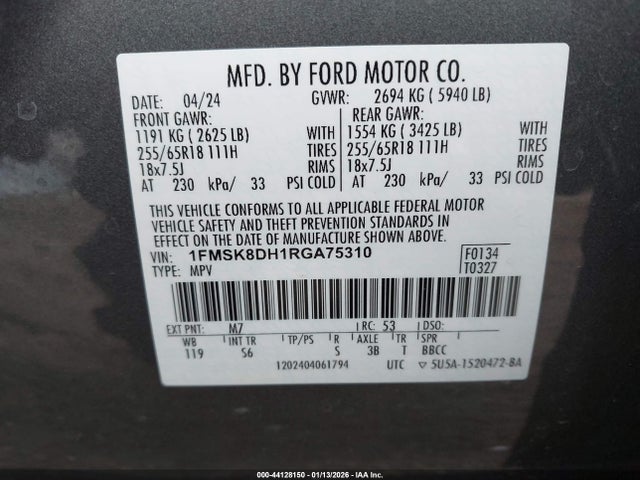 MFD. BY FORD MOTOR CO.
DATE: 04/24 GVWR: 2694 KG ( 5940 LB)
FRONT GAWR: REAR GAWR:
1191 KG ( 2625 LB) WITH 1554 KG ( 3425 LB) WITH
255/65R18 111H TIRES 255/65R18 111H TIRES
18x7.5J RIMS 18x7.5J RIMS
AT 230 kPa/ 33 PSI COLD AT 230 kPa/ 33 PSI COLD
THIS VEHICLE CONFORMS TO ALL APPLICABLE FEDERAL MOTOR
VEHICLE SAFETY AND THEFT PREVENTION STANDARDS IN
EFFECT ON THE DATE OF MANUFACTURE SHOWN ABOVE.
VIN: 1FMSK8DH1RGA75310 F0134
TYPE: MPV T0327
EXT PNT: M7 RC: 53 DSO:
WB INT TR TP/PS R AXLE TR SPR
119 S6 S 3B T BBCC
1202404061794 UTC ▽ 5U5A-1520472-BA
000-44128150 - 01/13/2026 - IAA Inc.